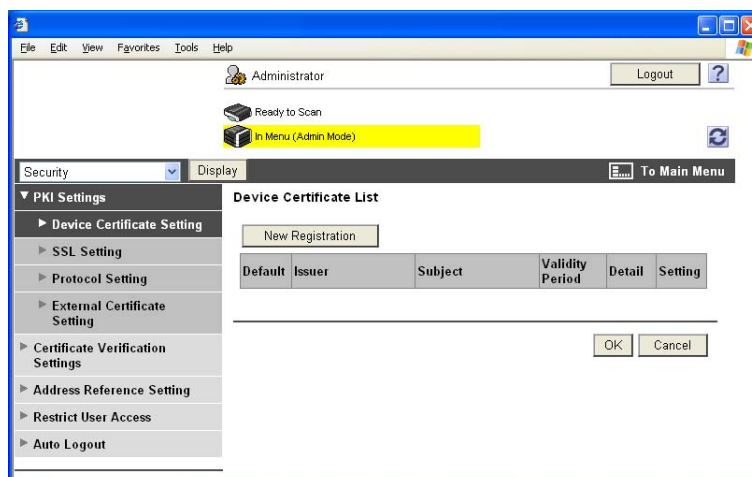 File Edit View Favorites Tools Help
Administrator
Logout
?
Ready to Scan
In Menu (Admin Mode)
Security
Display
To Main Menu
PKI Settings
Device Certificate Setting
SSL Setting
Protocol Setting
External Certificate
Setting
Certificate Verification
Settings
Address Reference Setting
Restrict User Access
Auto Logout
Device Certificate List
New Registration
Default Issuer Subject Validity Period Detail Setting
OK Cancel